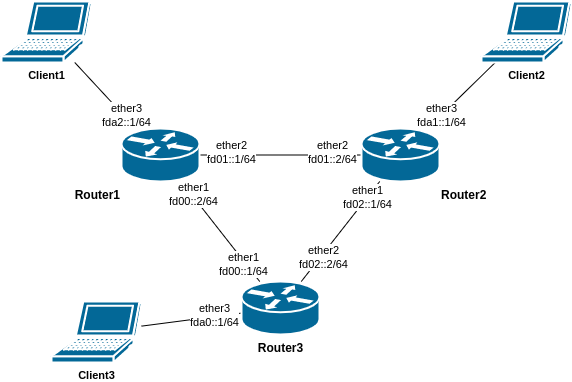 Client1
Client2
ether3
fda2::1/64
ether3
fda1::1/64
ether2
fd01::1/64
ether2
fd01::2/64
Router1
ether1
fd00::2/64
ether1
fd02::1/64
Router2
ether1
fd00::1/64
ether2
fd02::2/64
ether3
fda0::1/64
Router3
Client3